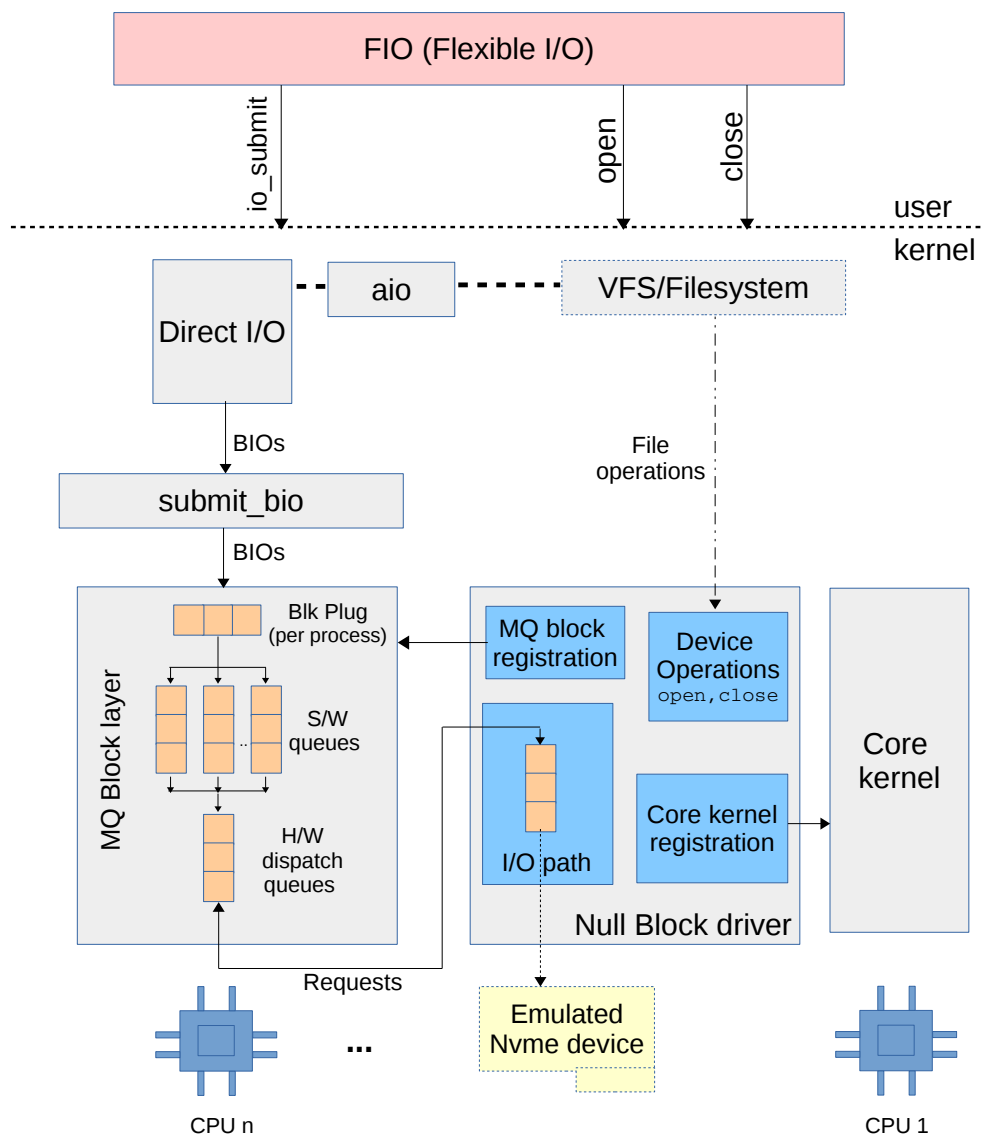 FIO (Flexible I/O)
io_submit
open
close
user
kernel
Direct I/O
aio
VFS/Filesystem
BIOs
File
operations
submit_bio
BIOs
MQ Block layer
Blk Plug
(per process)
S/W
queues
..
H/W
dispatch
queues
MQ block
registration
Device
Operations
open,close
I/O path
Core kernel
registration
Null Block driver
Core
kernel
Requests
Emulated
Nvme device
...
CPU n
CPU 1